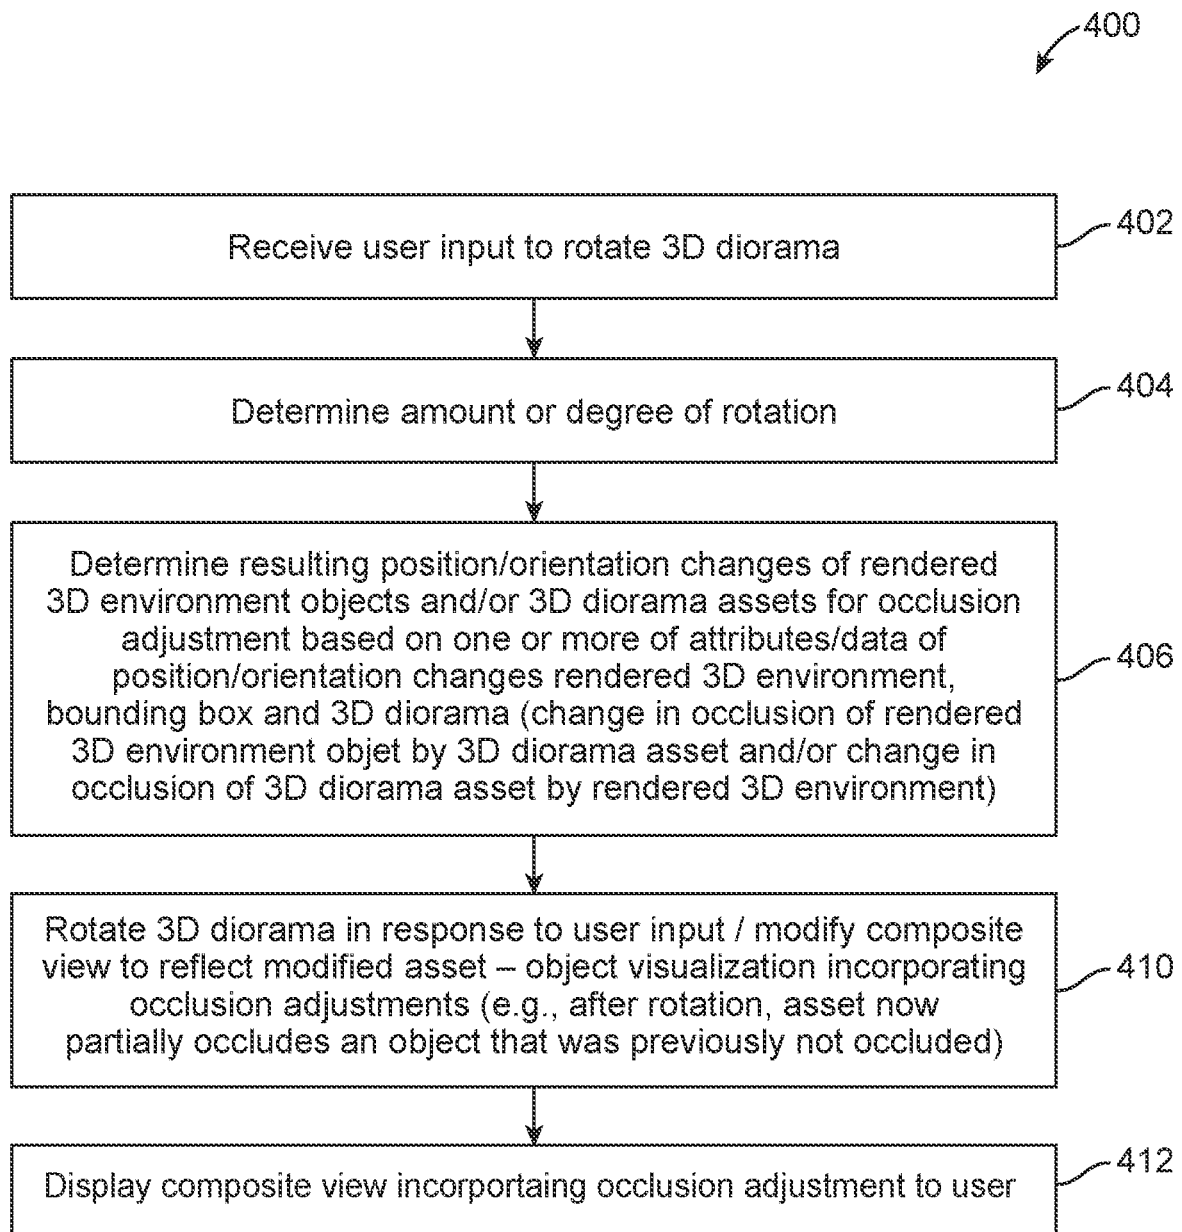 400
Receive user input to rotate 3D diorama
402
Determine amount or degree of rotation
404
Determine resulting position/orientation changes of rendered
3D environment objects and/or 3D diorama assets for occlusion
adjustment based on one or more of attributes/data of
position/orientation changes rendered 3D environment,
bounding box and 3D diorama (change in occlusion of rendered
3D environment objet by 3D diorama asset and/or change in
occlusion of 3D diorama asset by rendered 3D environment)
406
Rotate 3D diorama in response to user input / modify composite
view to reflect modified asset – object visualization incorporating
occlusion adjustments (e.g., after rotation, asset now
partially occludes an object that was previously not occluded)
410
Display composite view incorportaing occlusion adjustment to user
412